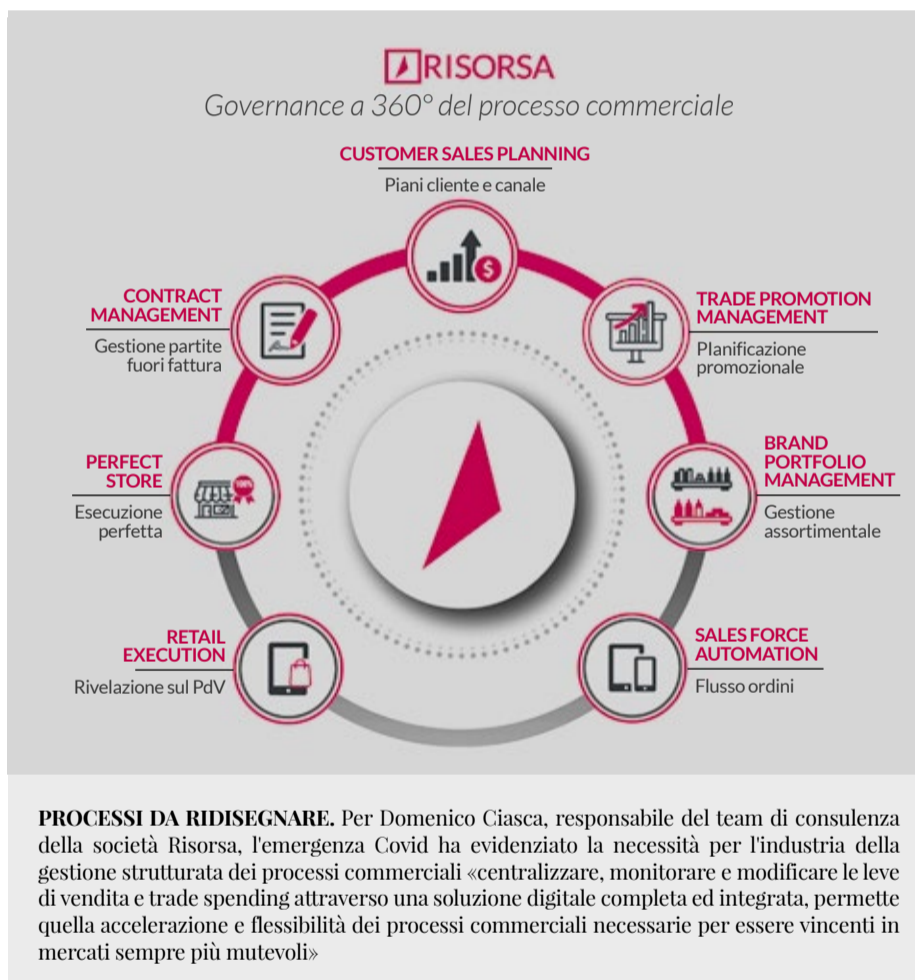 RISORSA
Governance a 360° del processo commerciale
CUSTOMER SALES PLANNING
Piani cliente e canale
$
CONTRACT
MANAGEMENT
Gestione partite
fuori fattura
TRADE PROMOTION
MANAGEMENT
Planificazione
promozionale
PERFECT
STORE
Esecuzione
perfetta
100%
BRAND
PORTFOLIO
MANAGEMENT
Gestione
assortimentale
RETAIL
EXECUTION
Rivelazione sul PdV
SALES FORCE
AUTOMATION
Flusso ordini
PROCESSI DA RIDISEGNARE. Per Domenico Ciasca, responsabile del team di consulenza
della società Risorsa, l'emergenza Covid ha evidenziato la necessità per l'industria della
gestione strutturata dei processi commerciali «centralizzare, monitorare e modificare le leve
di vendita e trade spending attraverso una soluzione digitale completa ed integrata, permette
quella accelerazione e flessibilità dei processi commerciali necessarie per essere vincenti in
mercati sempre più mutevoli»